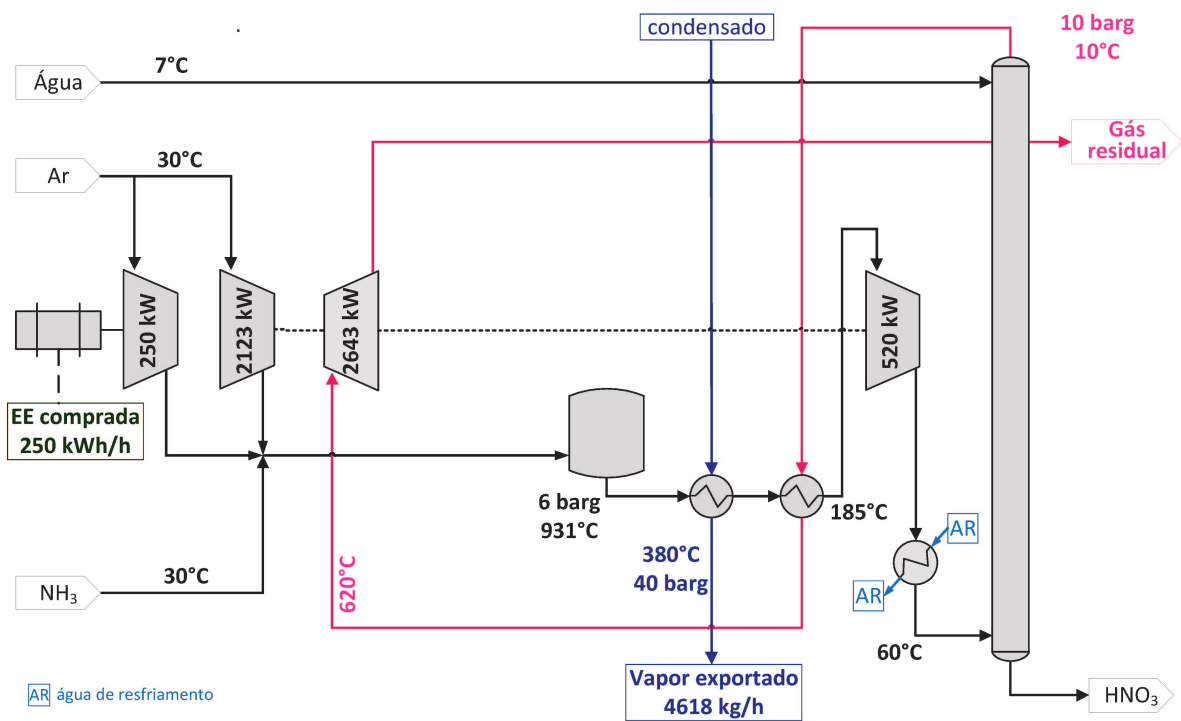 condensado
10 barg
10°C
7°C
Água
Gás
residual
30°C
Ar
250 kW
2123 kW
2643 kW
520 kW
EE comprada
250 kWh/h
6 barg
931°C
185°C
380°C
40 barg
AR
AR
30°C
NH₃
620°C
60°C
Vapor exportado
4618 kg/h
AR água de resfriamento
HNO₃